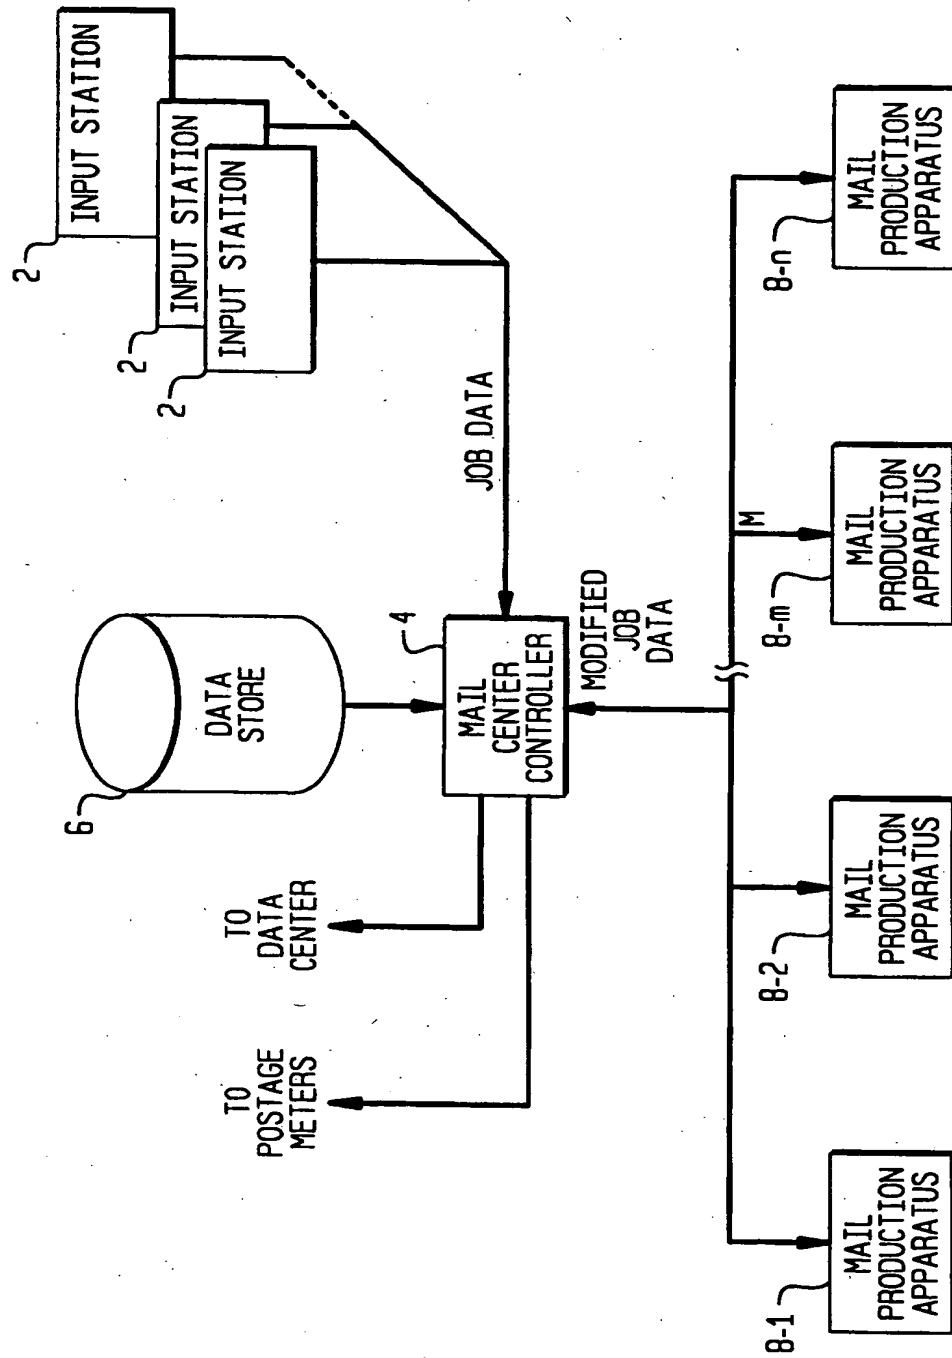 2
INPUT STATION
2
INPUT STATION
2
INPUT STATION
6
DATA
STORE
TO
DATA
CENTER
TO
POSTAGE
METERS
JOB DATA
4
MAIL
CENTER
CONTROLLER
MODIFIED
JOB
DATA
M
8-1
MAIL
PRODUCTION
APPARATUS
8-2
MAIL
PRODUCTION
APPARATUS
8-m
MAIL
PRODUCTION
APPARATUS
8-n
MAIL
PRODUCTION
APPARATUS